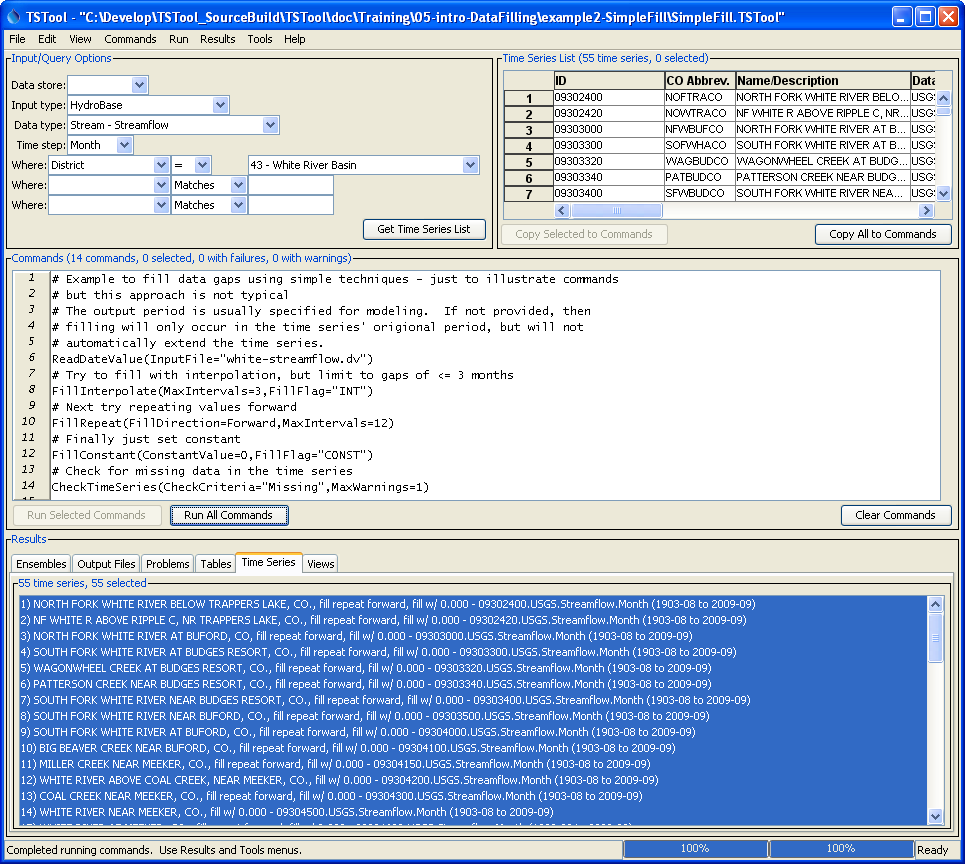 TSTool - "C:\Develop\TSTool_SourceBuild\TSTool\doc\Training\05-intro-DataFilling\example2-SimpleFill\SimpleFill.TSTool"
File Edit View Commands Run Results Tools Help
Input/Query Options
Data store:
Input type: HydroBase
Data type: Stream - Streamflow
Time step: Month
Where: District = 43 - White River Basin
Where: Matches
Where: Matches
Get Time Series List
Time Series List (55 time series, 0 selected)
ID CO Abbrev. Name/Description Data
1 09302400 NOFTRACO NORTH FORK WHITE RIVER BELO... USGS
2 09302420 NOWTRACO NF WHITE R ABOVE RIPPLE C, NR... USGS
3 09303000 NFWBUFCO NORTH FORK WHITE RIVER AT B... USGS
4 09303300 SOFWHACO SOUTH FORK WHITE RIVER AT B... USGS
5 09303320 WAGBUDCO WAGONWHEEL CREEK AT BUDG... USGS
6 09303340 PATBUDCO PATTERSON CREEK NEAR BUDG... USGS
7 09303400 SFWBUDCO SOUTH FORK WHITE RIVER NEA... USGS
Copy Selected to Commands Copy All to Commands
Commands (14 commands, 0 selected, 0 with failures, 0 with warnings)
1 # Example to fill data gaps using simple techniques - just to illustrate commands
2 # but this approach is not typical
3 # The output period is usually specified for modeling.  If not provided, then
4 # filling will only occur in the time series' origional period, but will not
5 # automatically extend the time series.
6 ReadDateValue(InputFile="white-streamflow.dv")
7 # Try to fill with interpolation, but limit to gaps of <= 3 months
8 FillInterpolate(MaxIntervals=3,FillFlag="INT")
9 # Next try repeating values forward
10 FillRepeat(FillDirection=Forward,MaxIntervals=12)
11 # Finally just set constant
12 FillConstant(ConstantValue=0,FillFlag="CONST")
13 # Check for missing data in the time series
14 CheckTimeSeries(CheckCriteria="Missing",MaxWarnings=1)
Run Selected Commands Run All Commands Clear Commands
Results
Ensembles Output Files Problems Tables Time Series Views
55 time series, 55 selected
1) NORTH FORK WHITE RIVER BELOW TRAPPERS LAKE, CO., fill repeat forward, fill w/ 0.000 - 09302400.USGS.Streamflow.Month (1903-08 to 2009-09)
2) NF WHITE R ABOVE RIPPLE C, NR TRAPPERS LAKE, CO., fill repeat forward, fill w/ 0.000 - 09302420.USGS.Streamflow.Month (1903-08 to 2009-09)
3) NORTH FORK WHITE RIVER AT BUFORD, CO, fill repeat forward, fill w/ 0.000 - 09303000.USGS.Streamflow.Month (1903-08 to 2009-09)
4) SOUTH FORK WHITE RIVER AT BUDGES RESORT, CO., fill repeat forward, fill w/ 0.000 - 09303300.USGS.Streamflow.Month (1903-08 to 2009-09)
5) WAGONWHEEL CREEK AT BUDGES RESORT, CO., fill repeat forward, fill w/ 0.000 - 09303320.USGS.Streamflow.Month (1903-08 to 2009-09)
6) PATTERSON CREEK NEAR BUDGES RESORT, CO., fill repeat forward, fill w/ 0.000 - 09303340.USGS.Streamflow.Month (1903-08 to 2009-09)
7) SOUTH FORK WHITE RIVER NEAR BUDGES RESORT, CO., fill repeat forward, fill w/ 0.000 - 09303400.USGS.Streamflow.Month (1903-08 to 2009-09)
8) SOUTH FORK WHITE RIVER NEAR BUFORD, CO., fill repeat forward, fill w/ 0.000 - 09303500.USGS.Streamflow.Month (1903-08 to 2009-09)
9) SOUTH FORK WHITE RIVER AT BUFORD, CO., fill repeat forward, fill w/ 0.000 - 09304000.USGS.Streamflow.Month (1903-08 to 2009-09)
10) BIG BEAVER CREEK NEAR BUFORD, CO., fill repeat forward, fill w/ 0.000 - 09304100.USGS.Streamflow.Month (1903-08 to 2009-09)
11) MILLER CREEK NEAR MEEKER, CO., fill repeat forward, fill w/ 0.000 - 09304150.USGS.Streamflow.Month (1903-08 to 2009-09)
12) WHITE RIVER ABOVE COAL CREEK, NEAR MEEKER, CO., fill w/ 0.000 - 09304200.USGS.Streamflow.Month (1903-08 to 2009-09)
13) COAL CREEK NEAR MEEKER, CO., fill repeat forward, fill w/ 0.000 - 09304300.USGS.Streamflow.Month (1903-08 to 2009-09)
14) WHITE RIVER NEAR MEEKER, CO., fill w/ 0.000 - 09304500.USGS.Streamflow.Month (1903-08 to 2009-09)
Completed running commands.  Use Results and Tools menus. 100% 100% Ready